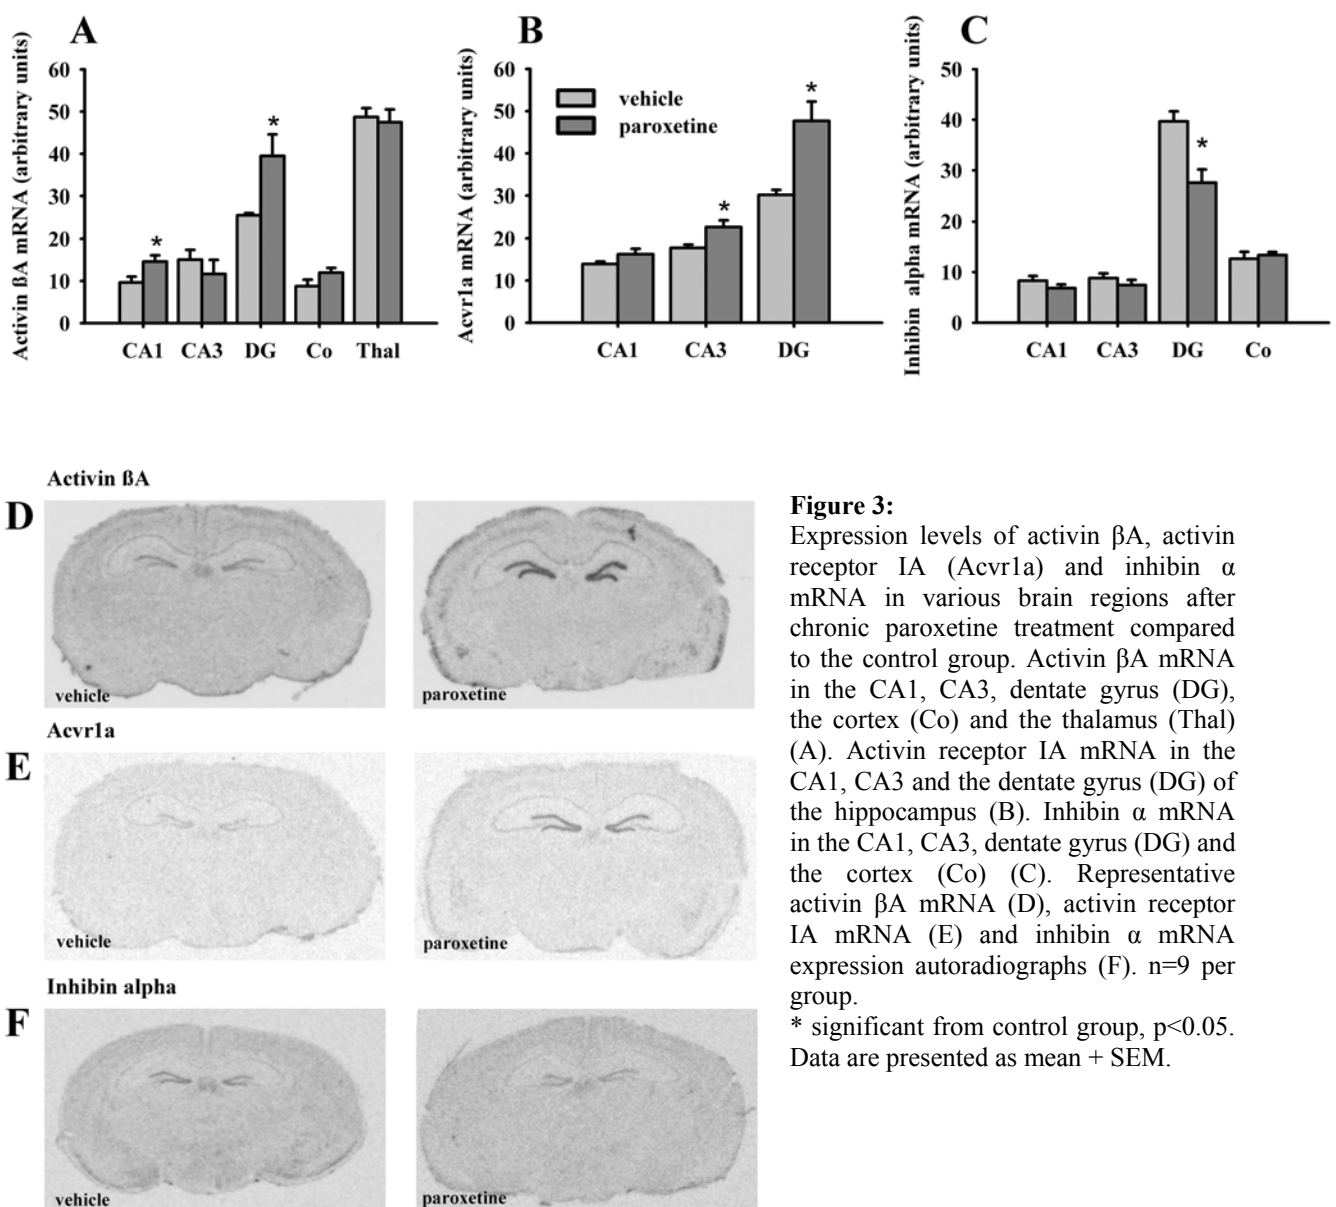 A
Activin ßA mRNA (arbitrary units)
60
50
40
30
20
10
0
*
*
CA1 CA3 DG Co Thal
B
Acvr1a mRNA (arbitrary units)
60
50
40
30
20
10
0
vehicle
paroxetine
*
*
CA1 CA3 DG
C
Inhibin alpha mRNA (arbitrary units)
50
40
30
20
10
0
*
CA1 CA3 DG Co
Activin ßA
D
vehicle
paroxetine
Acvr1a
E
vehicle
paroxetine
Inhibin alpha
F
vehicle
paroxetine
Figure 3:
Expression levels of activin βA, activin
receptor IA (Acvr1a) and inhibin α
mRNA in various brain regions after
chronic paroxetine treatment compared
to the control group. Activin βA mRNA
in the CA1, CA3, dentate gyrus (DG),
the cortex (Co) and the thalamus (Thal)
(A). Activin receptor IA mRNA in the
CA1, CA3 and the dentate gyrus (DG) of
the hippocampus (B). Inhibin α mRNA
in the CA1, CA3, dentate gyrus (DG) and
the cortex (Co) (C). Representative
activin βA mRNA (D), activin receptor
IA mRNA (E) and inhibin α mRNA
expression autoradiographs (F). n=9 per
group.
* significant from control group, p<0.05.
Data are presented as mean + SEM.